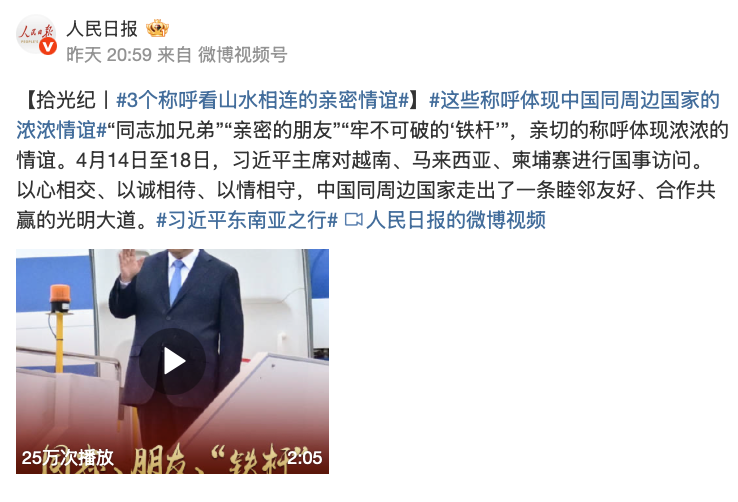 人民日报
昨天 20:59 来自 微博视频号
【拾光纪丨#3个称呼看山水相连的亲密情谊#】#这些称呼体现中国同周边国家的
浓浓情谊#“同志加兄弟”“亲密的朋友”“牢不可破的‘铁杆’”，亲切的称呼体现浓浓的
情谊。4月14日至18日，习近平主席对越南、马来西亚、柬埔寨进行国事访问。
以心相交、以诚相待、以情相守，中国同周边国家走出了一条睦邻友好、合作共
赢的光明大道。#习近平东南亚之行# 人民日报的微博视频
同志、朋友、“铁杆”
25万次播放 2:05